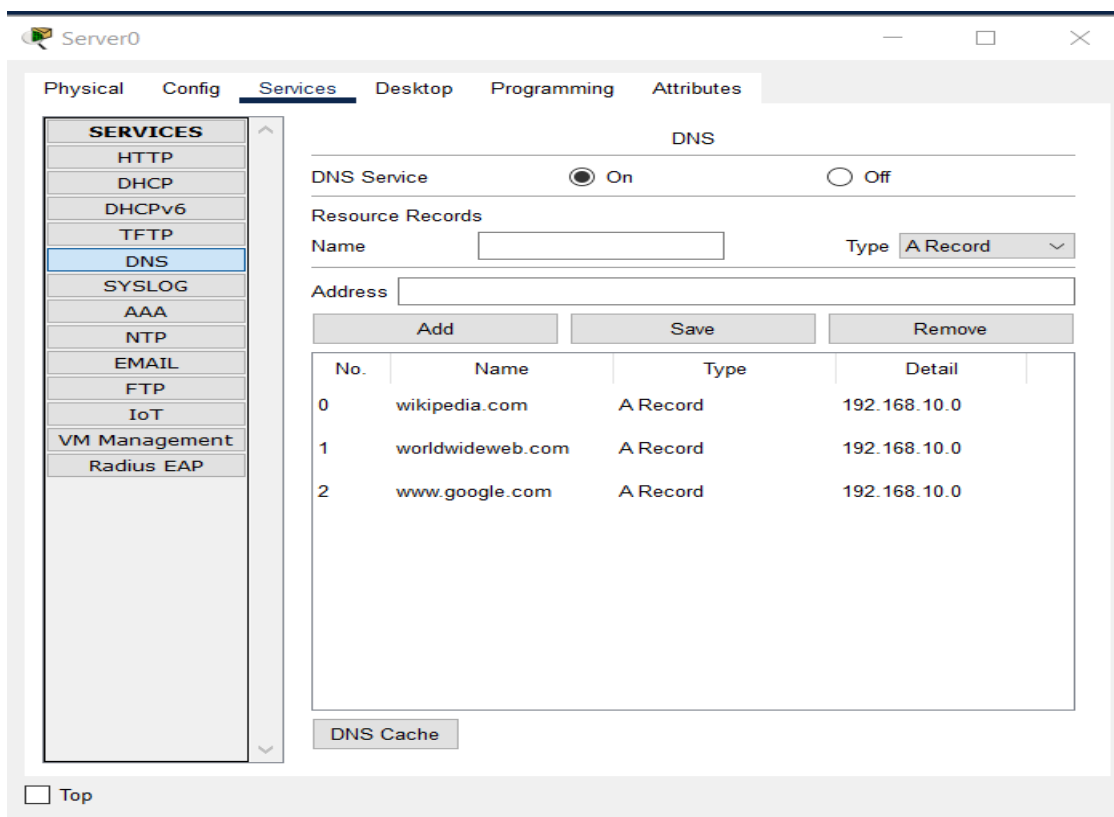 Server0
Physical Config Services Desktop Programming Attributes
SERVICES
HTTP
DHCP
DHCPv6
TFTP
DNS
SYSLOG
AAA
NTP
EMAIL
FTP
IoT
VM Management
Radius EAP
DNS
DNS Service On Off
Resource Records
Name Type A Record
Address
Add Save Remove
No. Name Type Detail
0 wikipedia.com A Record 192.168.10.0
1 worldwideweb.com A Record 192.168.10.0
2 www.google.com A Record 192.168.10.0
DNS Cache
Top